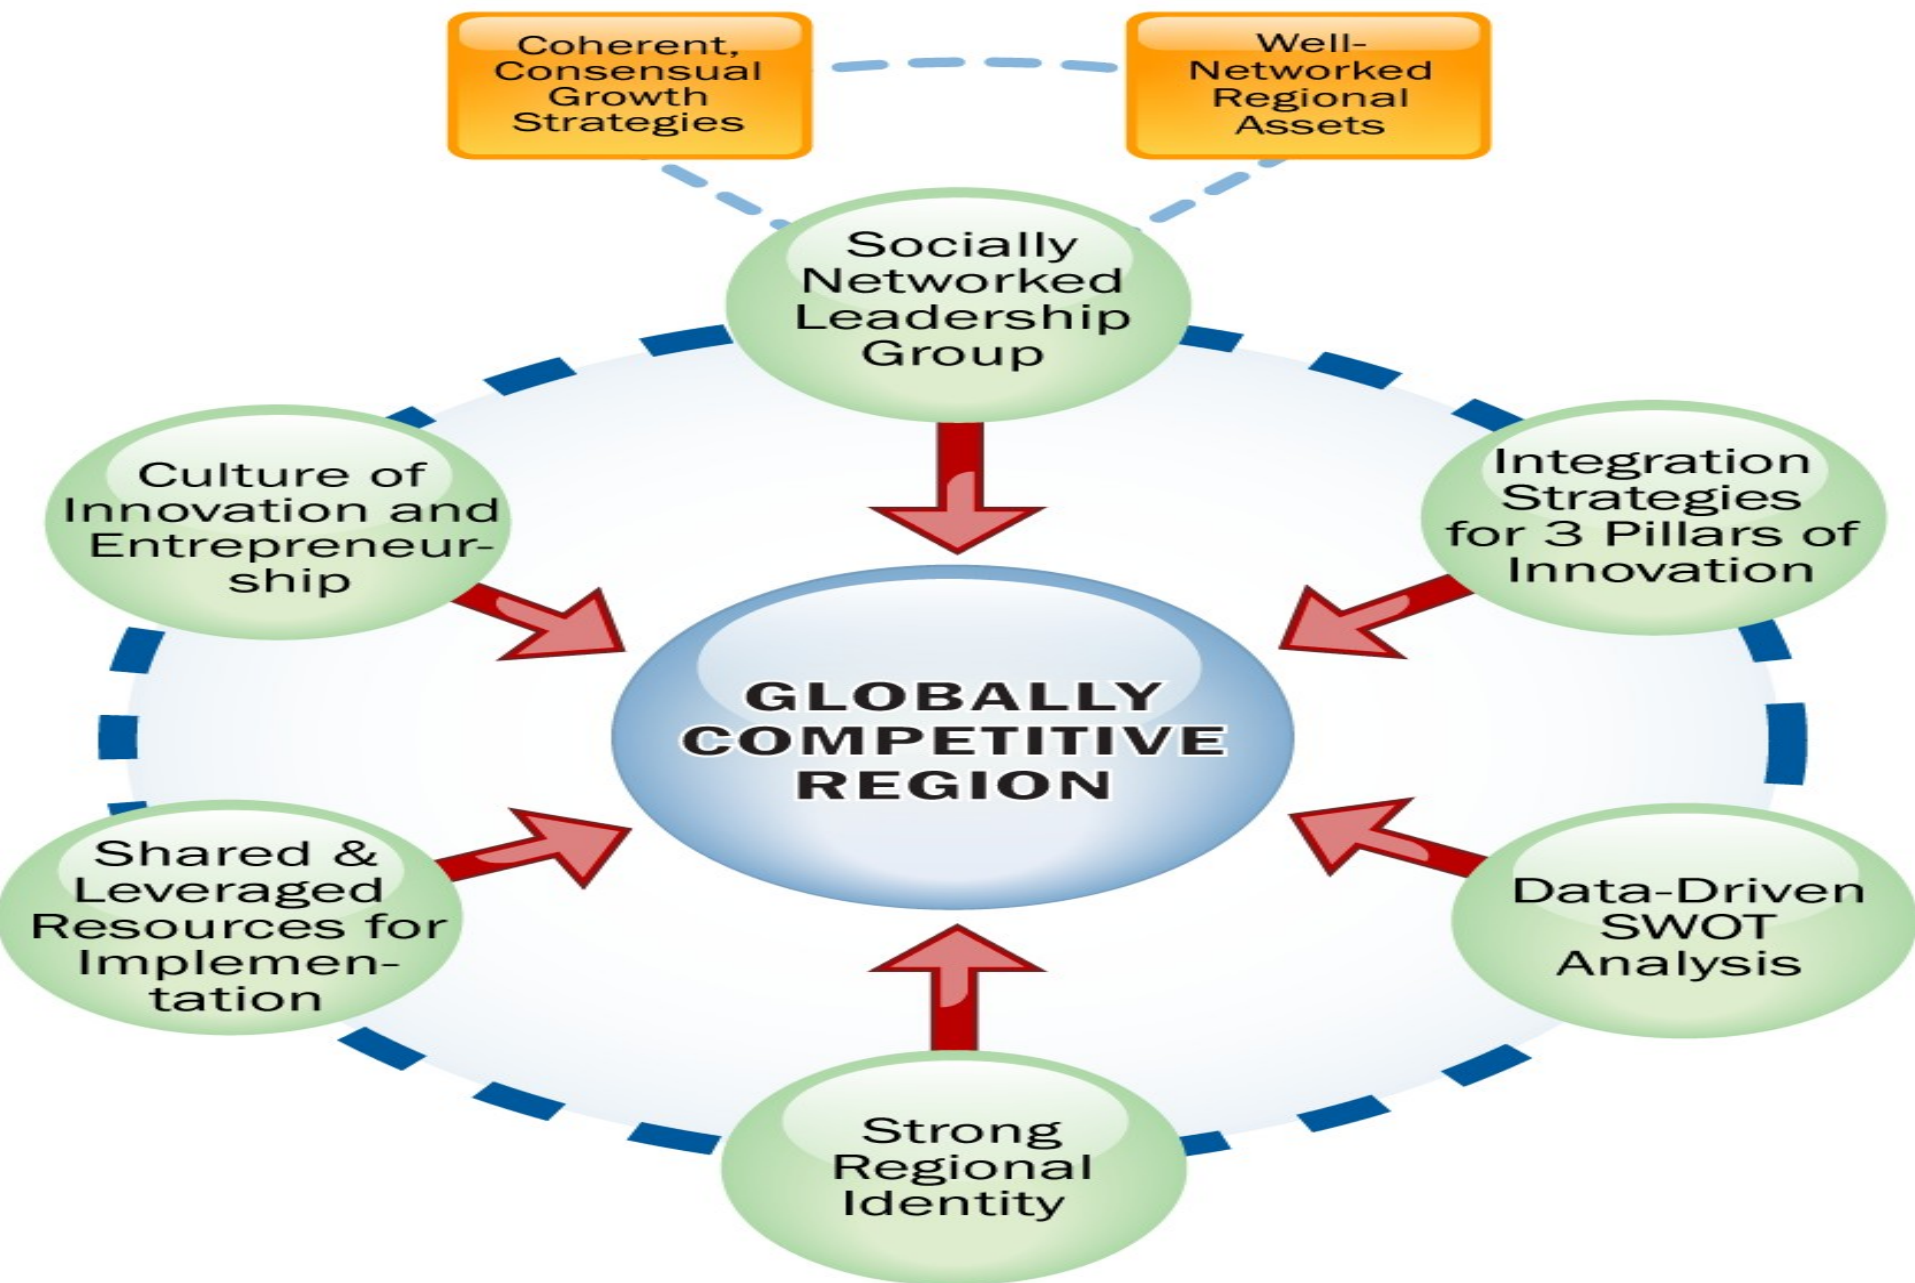 Coherent,
Consensual
Growth
Strategies
Well-
Networked
Regional
Assets
Socially
Networked
Leadership
Group
Culture of
Innovation and
Entrepreneur-
ship
Integration
Strategies
for 3 Pillars of
Innovation
GLOBALLY
COMPETITIVE
REGION
Shared &
Leveraged
Resources for
Implemen-
tation
Data-Driven
SWOT
Analysis
Strong
Regional
Identity